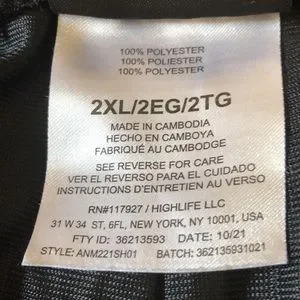 100% POLYESTER
100% POLIESTER
100% POLYESTER
2XL/2EG/2TG
MADE IN CAMBODIA
HECHO EN CAMBOYA
FABRIQUÉ AU CAMBODGE
SEE REVERSE FOR CARE
VER EL REVERSO PARA EL CUIDADO
INSTRUCTIONS D'ENTRETIEN AU VERSO
RN#117927 / HIGHLIFE LLC
31 W 34 ST, 6FL, NEW YORK, NY 10001, USA
FTY ID: 36213593 DATE: 10/21
STYLE: ANM221SH01 BATCH: 362135931021